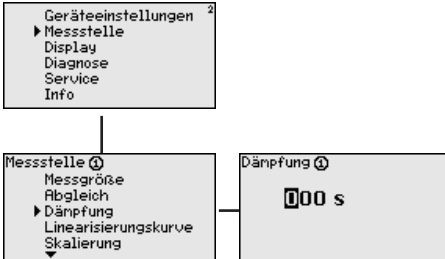 Geräteeinstellungen 2
Messstelle
Display
Diagnose
Service
Info
Messstelle ①
Messgröße
Abgleich
Dämpfung
Linearisierungskurve
Skalierung
Dämpfung ①
000 s